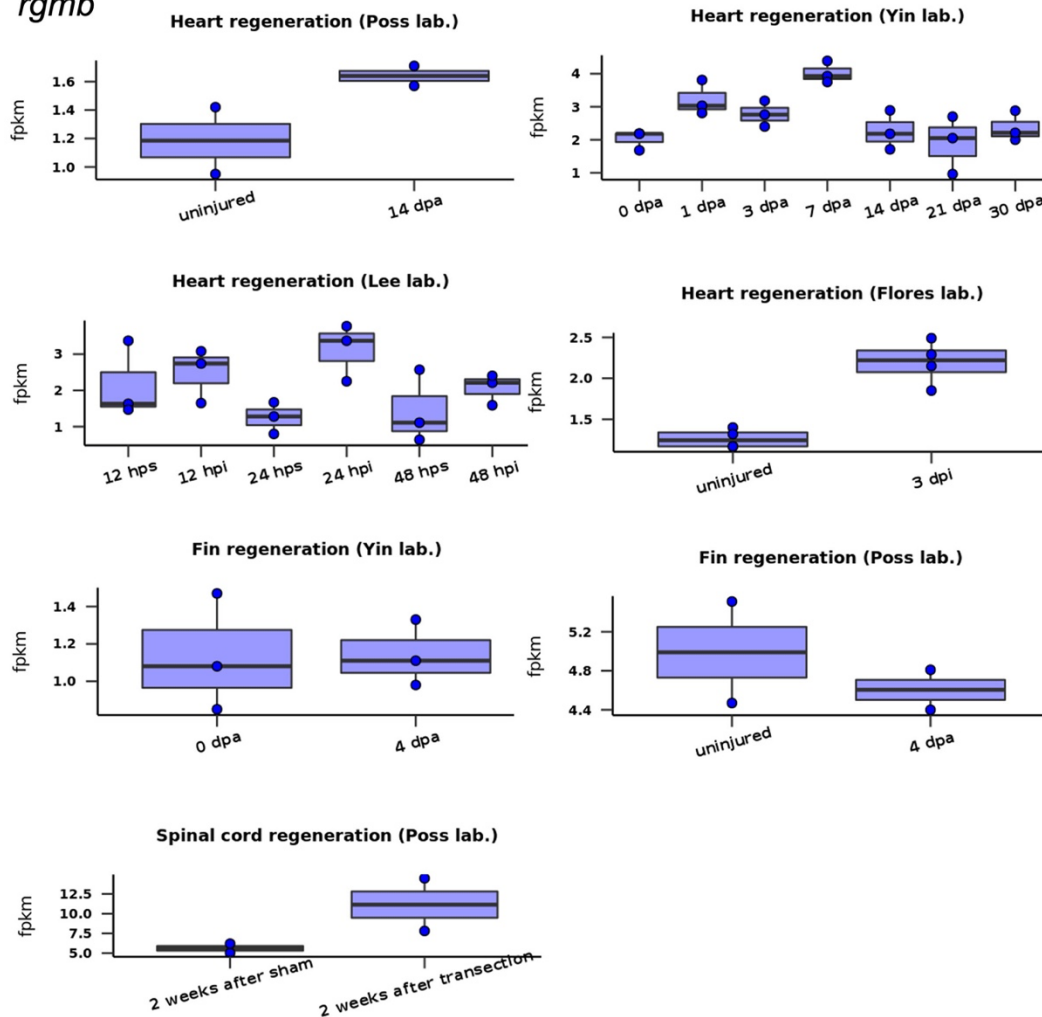 rgmb
Heart regeneration (Poss lab.)
fpkm
1.6
1.4
1.2
1.0
uninjured
14 dpa
Heart regeneration (Yin lab.)
fpkm
4
3
2
1
0 dpa
1 dpa
3 dpa
7 dpa
14 dpa
21 dpa
30 dpa
Heart regeneration (Lee lab.)
fpkm
3
2
1
12 hps
12 hpi
24 hps
24 hpi
48 hps
48 hpi
Heart regeneration (Flores lab.)
fpkm
2.5
2.0
1.5
uninjured
3 dpi
Fin regeneration (Yin lab.)
fpkm
1.4
1.2
1.0
0 dpa
4 dpa
Fin regeneration (Poss lab.)
fpkm
5.2
4.8
4.4
uninjured
4 dpa
Spinal cord regeneration (Poss lab.)
fpkm
12.5
10.0
7.5
5.0
2 weeks after sham
2 weeks after transection